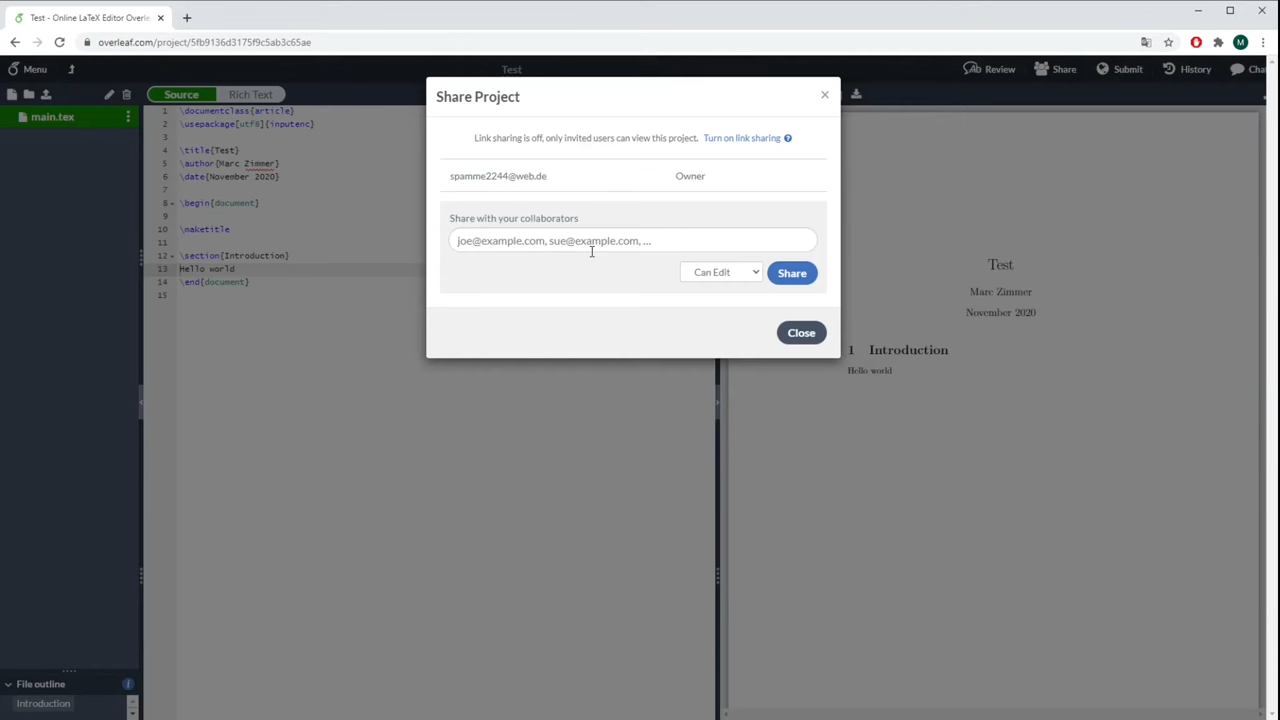 Test - Online LaTeX Editor Overle
overleaf.com/project/5fb9136d3175f9c5ab3c65ae
M
Menu
Test
Review
Share
Submit
History
Chat
Source
Rich Text
main.tex
1 \documentclass{article}
2 \usepackage[utf8]{inputenc}
3
4 \title{Test}
5 \author{Marc Zimmer}
6 \date{November 2020}
7
8 \begin{document}
9
10 \maketitle
11
12 \section{Introduction}
13 Hello world
14 \end{document}
15
Share Project
Link sharing is off, only invited users can view this project. Turn on link sharing
spamme2244@web.de Owner
Share with your collaborators
joe@example.com, sue@example.com, ...
Can Edit
Share
Close
Test
Marc Zimmer
November 2020
1 Introduction
Hello world
File outline
Introduction